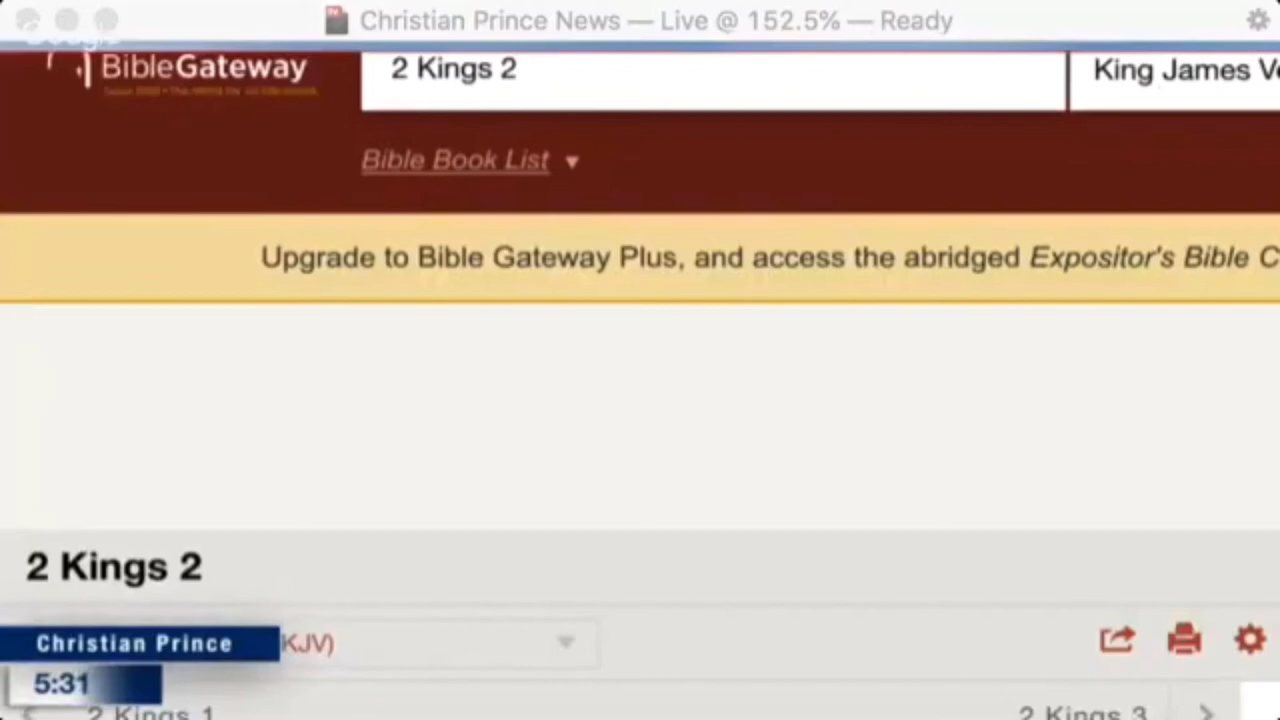 Christian Prince News — Live @ 152.5% — Ready
BibleGateway
2 Kings 2
King James Ve
Bible Book List
Upgrade to Bible Gateway Plus, and access the abridged Expositor's Bible C
2 Kings 2
Christian Prince
KJV)
5:31
2 Kings 1
2 Kings 3